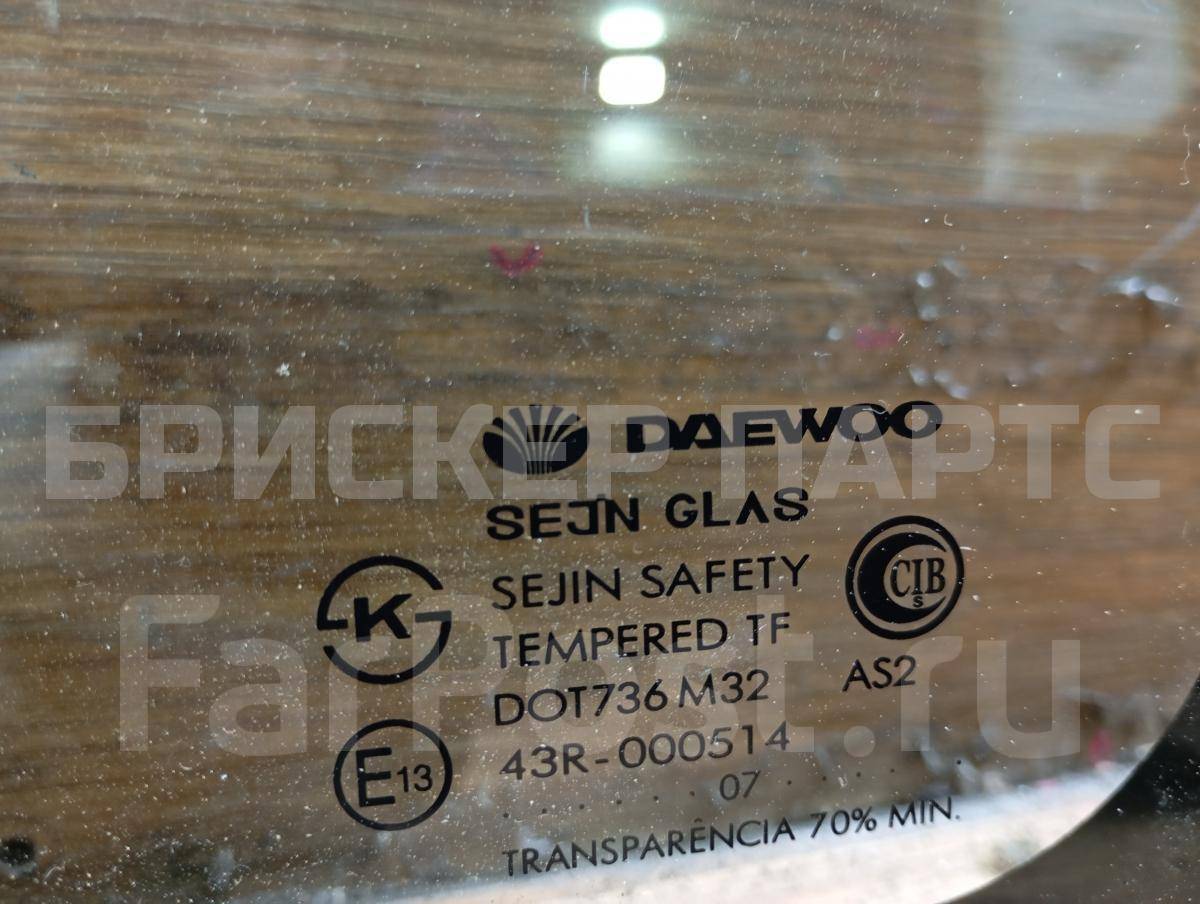 DAEWOO
БРИСКЕР ПАРТС
SEJIN GLAS
SEJIN SAFETY
CIB
S
K
TEMPERED TF
FarPost.ru
DOT736 M32
AS2
43R-000514
E13
. . . . . . 07 . . . . .
TRANSPARÊNCIA 70% MIN.